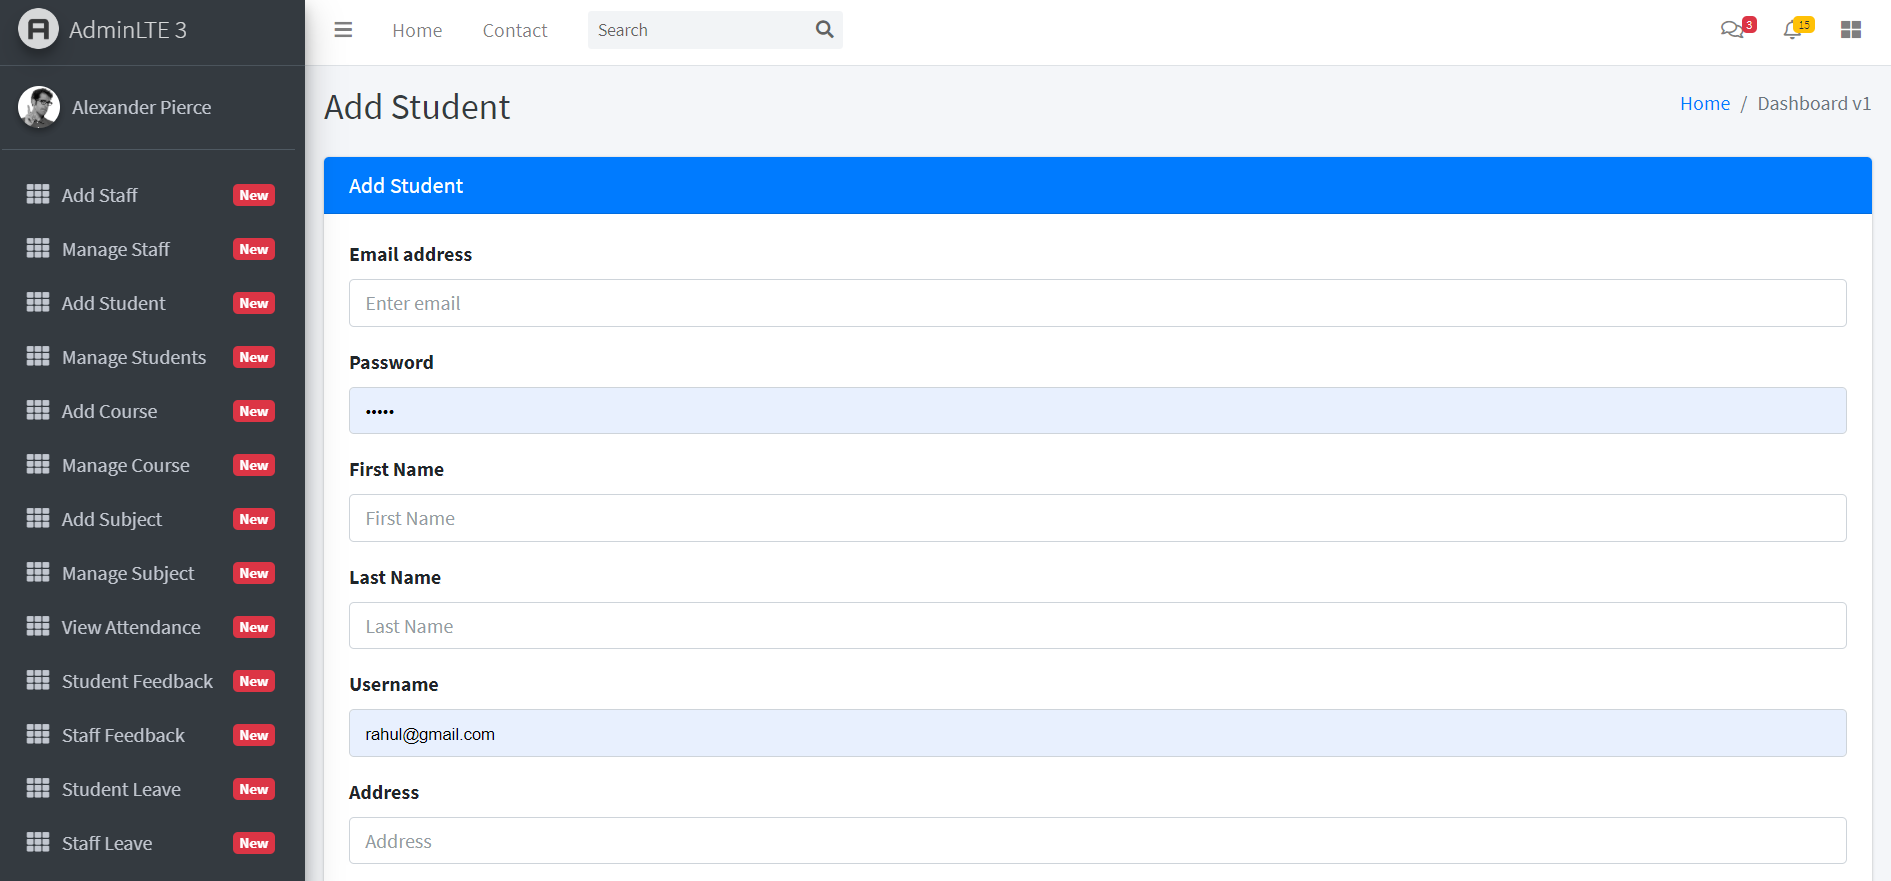 AdminLTE 3
Home
Contact
Search
3
15
Alexander Pierce
Add Student
Home / Dashboard v1
Add Staff New
Manage Staff New
Add Student New
Manage Students New
Add Course New
Manage Course New
Add Subject New
Manage Subject New
View Attendance New
Student Feedback New
Staff Feedback New
Student Leave New
Staff Leave New
Add Student
Email address
Enter email
Password
•••••
First Name
First Name
Last Name
Last Name
Username
rahul@gmail.com
Address
Address